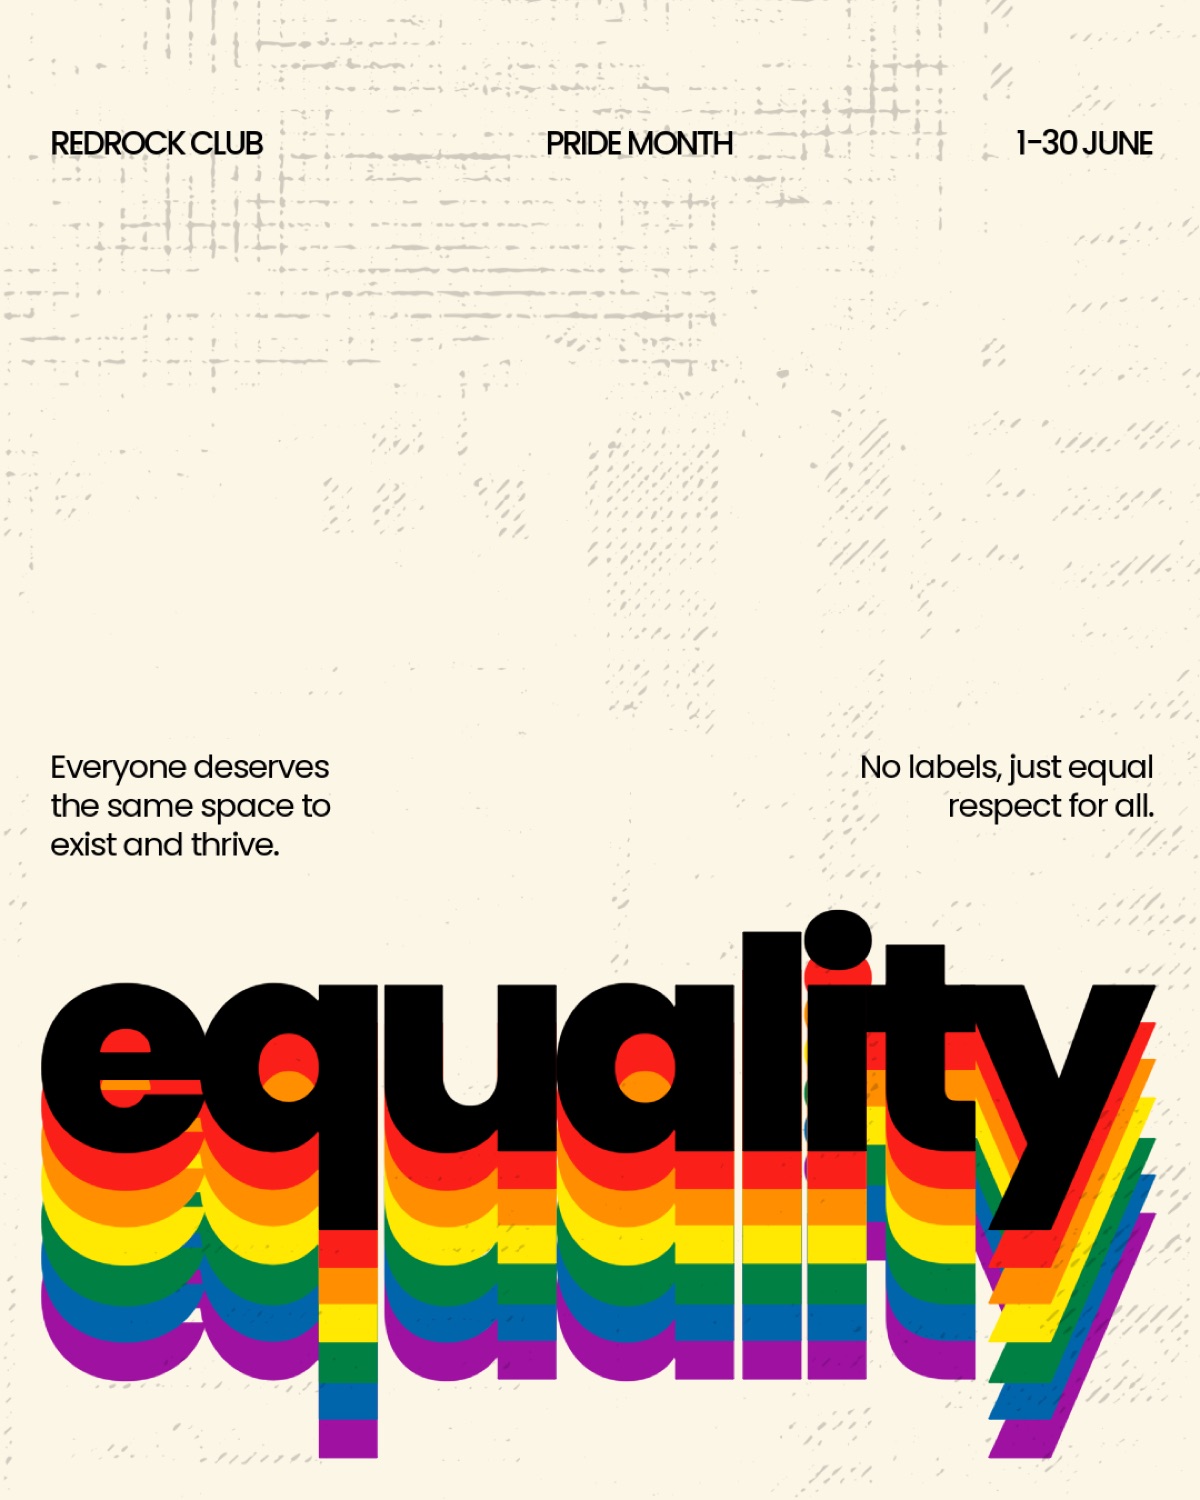 REDROCK CLUB
PRIDE MONTH
1-30 JUNE
Everyone deserves
the same space to
exist and thrive.
No labels, just equal
respect for all.
equality